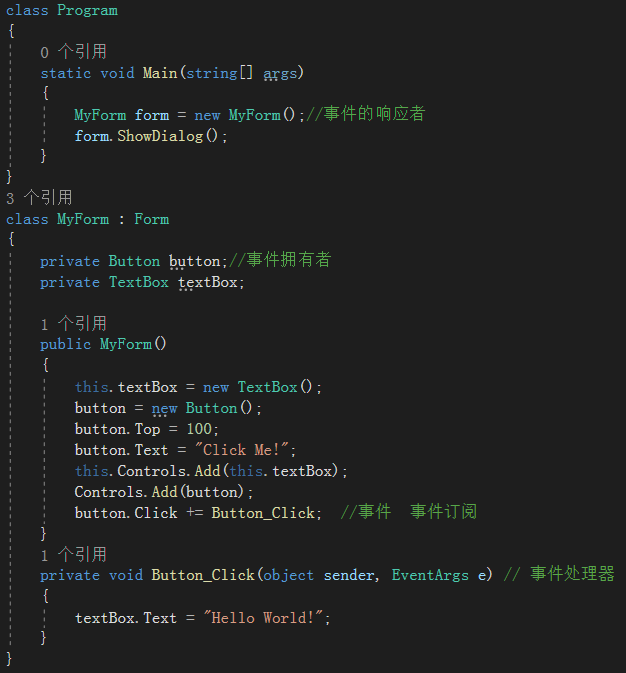 class Program
{
0 个引用
static void Main(string[] args)
{
MyForm form = new MyForm();//事件的响应者
form.ShowDialog();
}
}
3 个引用
class MyForm : Form
{
private Button button;//事件拥有者
private TextBox textBox;
1 个引用
public MyForm()
{
this.textBox = new TextBox();
button = new Button();
button.Top = 100;
button.Text = "Click Me!";
this.Controls.Add(this.textBox);
Controls.Add(button);
button.Click += Button_Click;  //事件  事件订阅
}
1 个引用
private void Button_Click(object sender, EventArgs e) // 事件处理器
{
textBox.Text = "Hello World!";
}
}